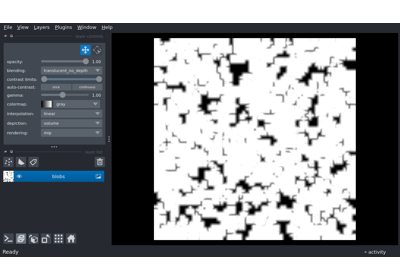 File View Layers Plugins Window Help
opacity: 1.00
blending: translucent_no_depth
contrast limits:
auto-contrast: once continuous
gamma: 1.00
colormap: gray
interpolation: linear
depiction: volume
rendering: mip
blobs
Ready activity